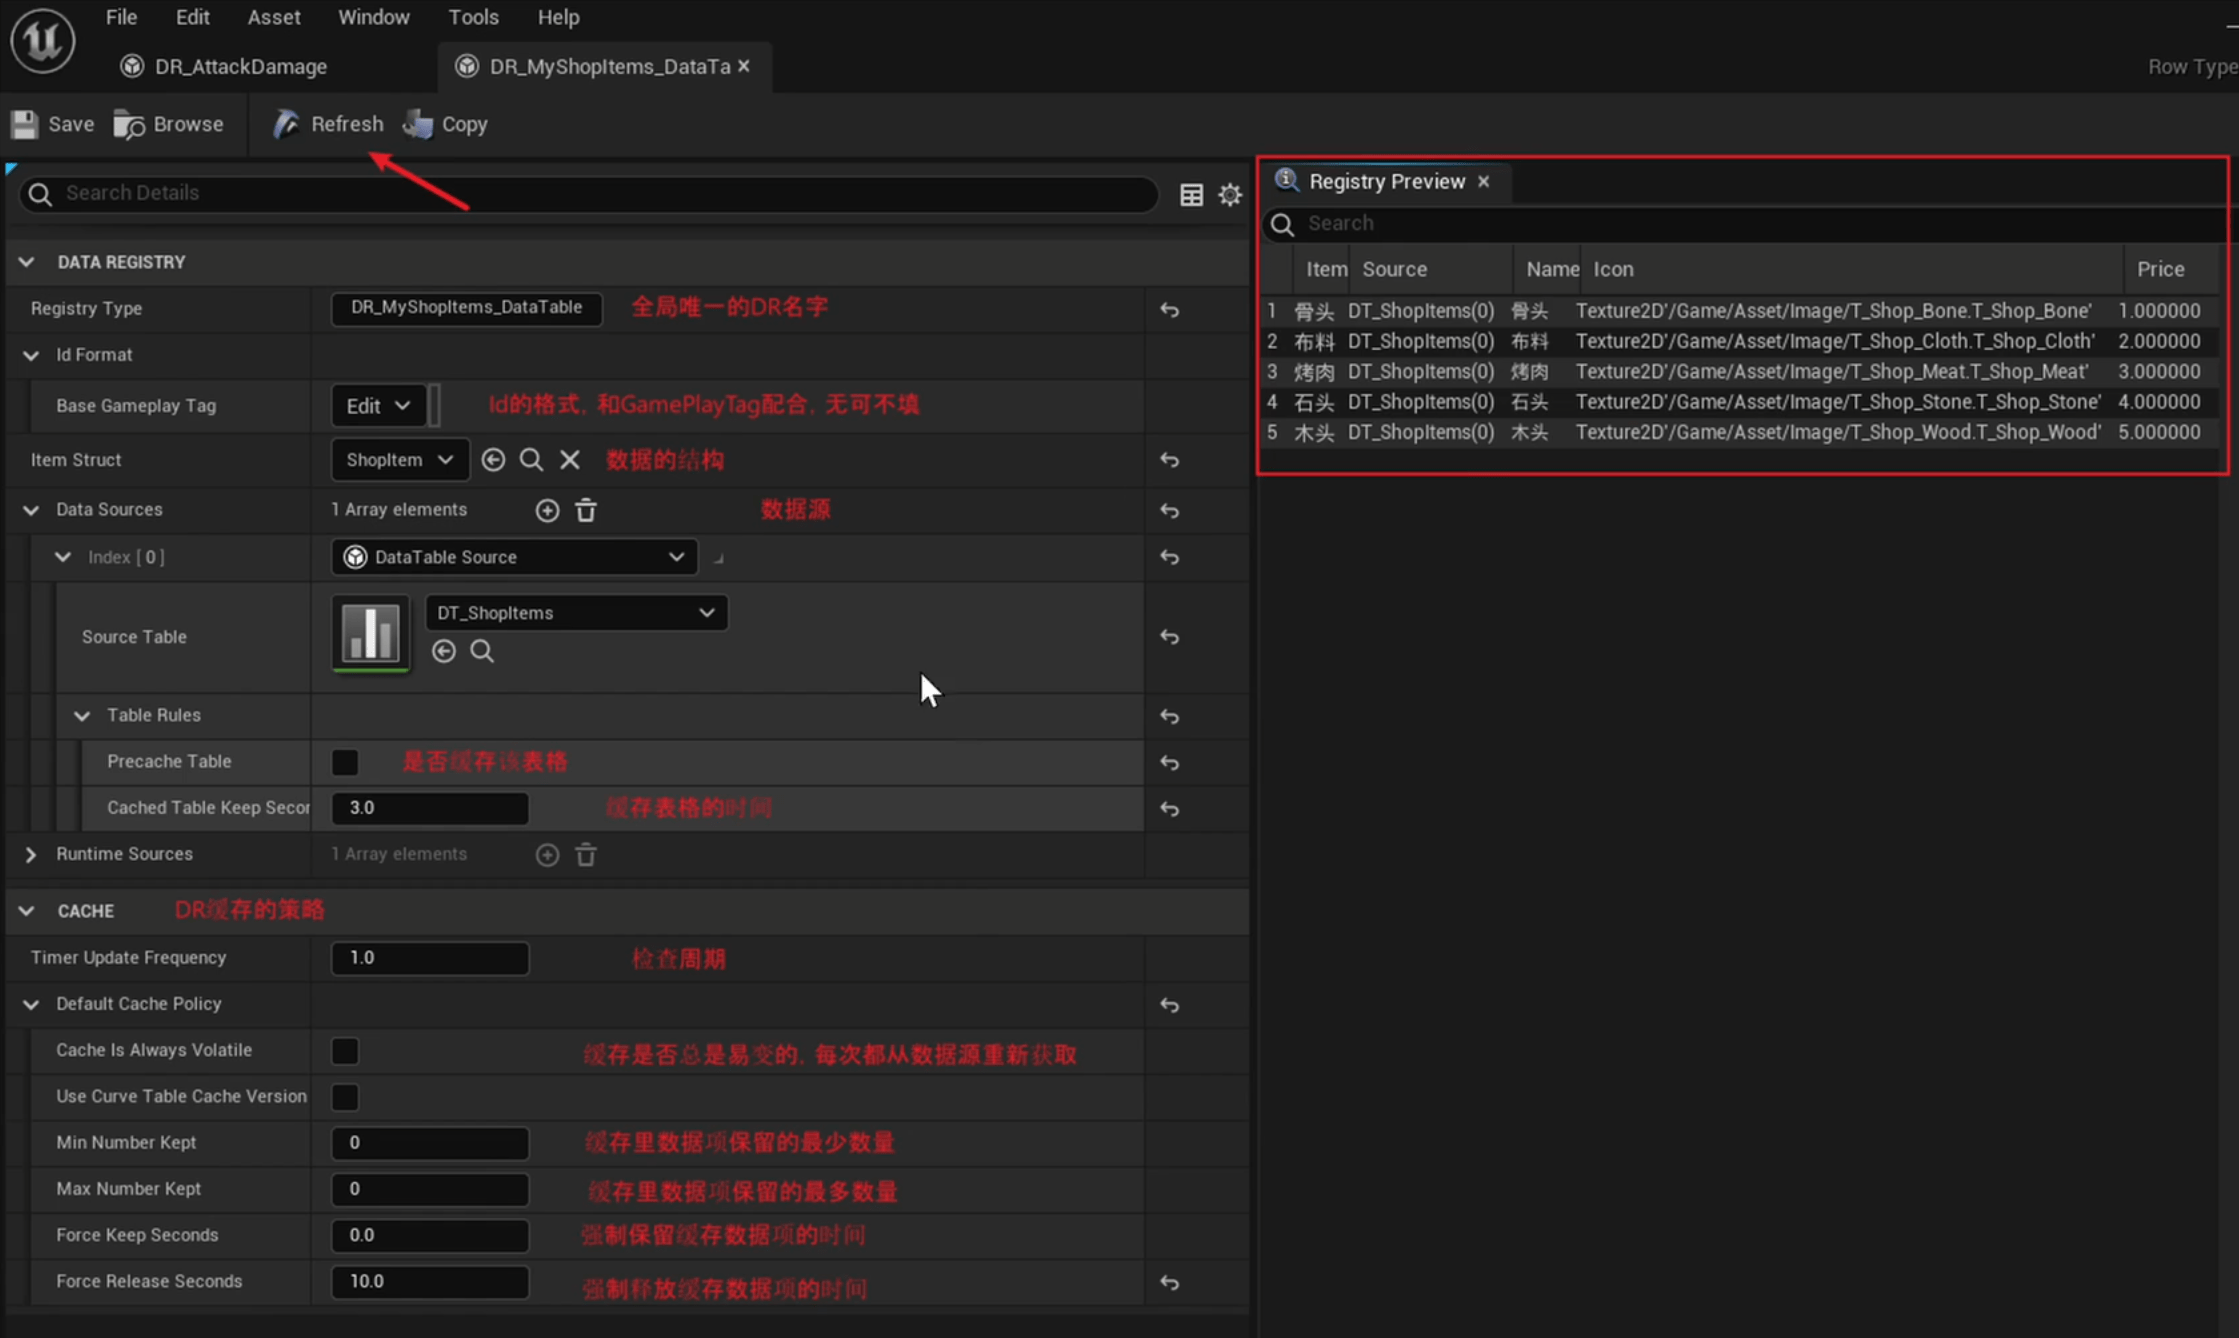 File Edit Asset Window Tools Help
DR_AttackDamage DR_MyShopItems_DataTa
Row Type
Save Browse Refresh Copy
Search Details
DATA REGISTRY
Registry Type DR_MyShopItems_DataTable 全局唯一的DR名字
Id Format
Base Gameplay Tag Edit Id的格式, 和GamePlayTag配合, 无可不填
Item Struct ShopItem 数据的结构
Data Sources 1 Array elements 数据源
Index [ 0 ] DataTable Source
Source Table DT_ShopItems
Table Rules
Precache Table 是否缓存该表格
Cached Table Keep Secon 3.0 缓存表格的时间
Runtime Sources 1 Array elements
CACHE DR缓存的策略
Timer Update Frequency 1.0 检查周期
Default Cache Policy
Cache Is Always Volatile 缓存是否总是易变的, 每次都从数据源重新获取
Use Curve Table Cache Version
Min Number Kept 0 缓存里数据项保留的最少数量
Max Number Kept 0 缓存里数据项保留的最多数量
Force Keep Seconds 0.0 强制保留缓存数据项的时间
Force Release Seconds 10.0 强制释放缓存数据项的时间
Registry Preview
Search
Item Source Name Icon Price
1 骨头 DT_ShopItems(0) 骨头 Texture2D'/Game/Asset/Image/T_Shop_Bone.T_Shop_Bone' 1.000000
2 布料 DT_ShopItems(0) 布料 Texture2D'/Game/Asset/Image/T_Shop_Cloth.T_Shop_Cloth' 2.000000
3 烤肉 DT_ShopItems(0) 烤肉 Texture2D'/Game/Asset/Image/T_Shop_Meat.T_Shop_Meat' 3.000000
4 石头 DT_ShopItems(0) 石头 Texture2D'/Game/Asset/Image/T_Shop_Stone.T_Shop_Stone' 4.000000
5 木头 DT_ShopItems(0) 木头 Texture2D'/Game/Asset/Image/T_Shop_Wood.T_Shop_Wood' 5.000000